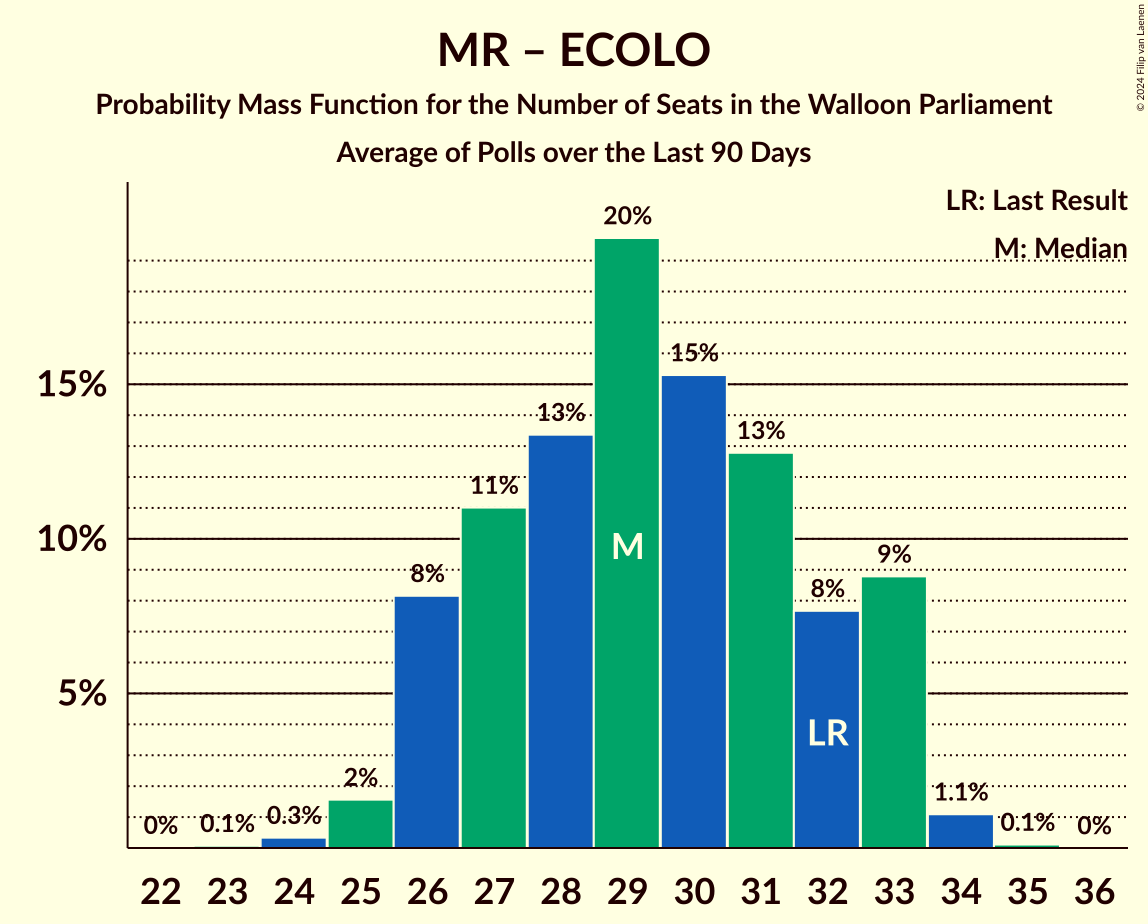 MR – ECOLO
Probability Mass Function for the Number of Seats in the Walloon Parliament
Average of Polls over the Last 90 Days
© 2024 Filip van Laenen
LR: Last Result
M: Median
15%
10%
5%
0%
0.1%
0.3%
2%
8%
11%
13%
20%
15%
13%
8%
9%
1.1%
0.1%
0%
M
LR
22 23 24 25 26 27 28 29 30 31 32 33 34 35 36